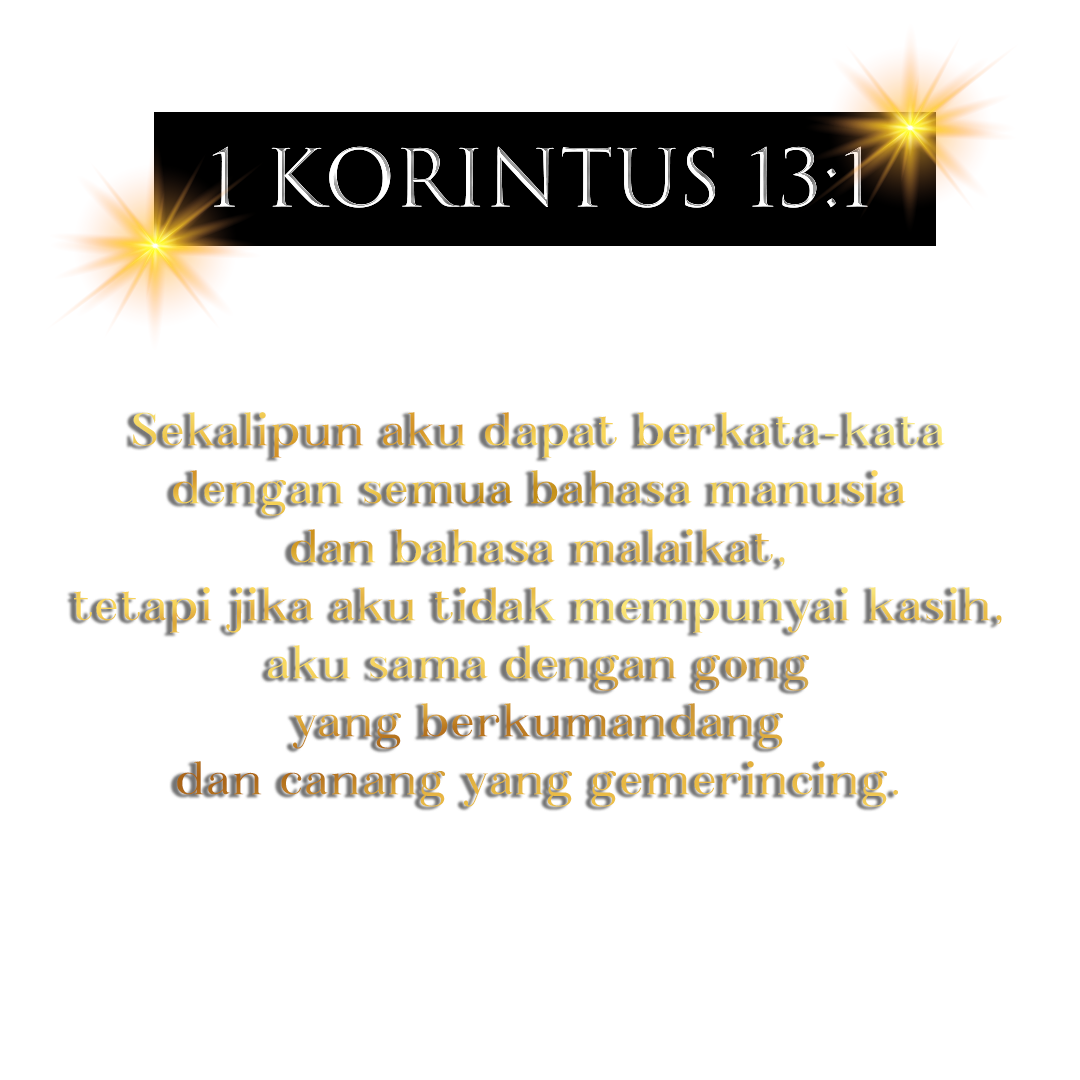 1 KORINTUS 13:1
Sekalipun aku dapat berkata-kata
dengan semua bahasa manusia
dan bahasa malaikat,
tetapi jika aku tidak mempunyai kasih,
aku sama dengan gong
yang berkumandang
dan canang yang gemerincing.